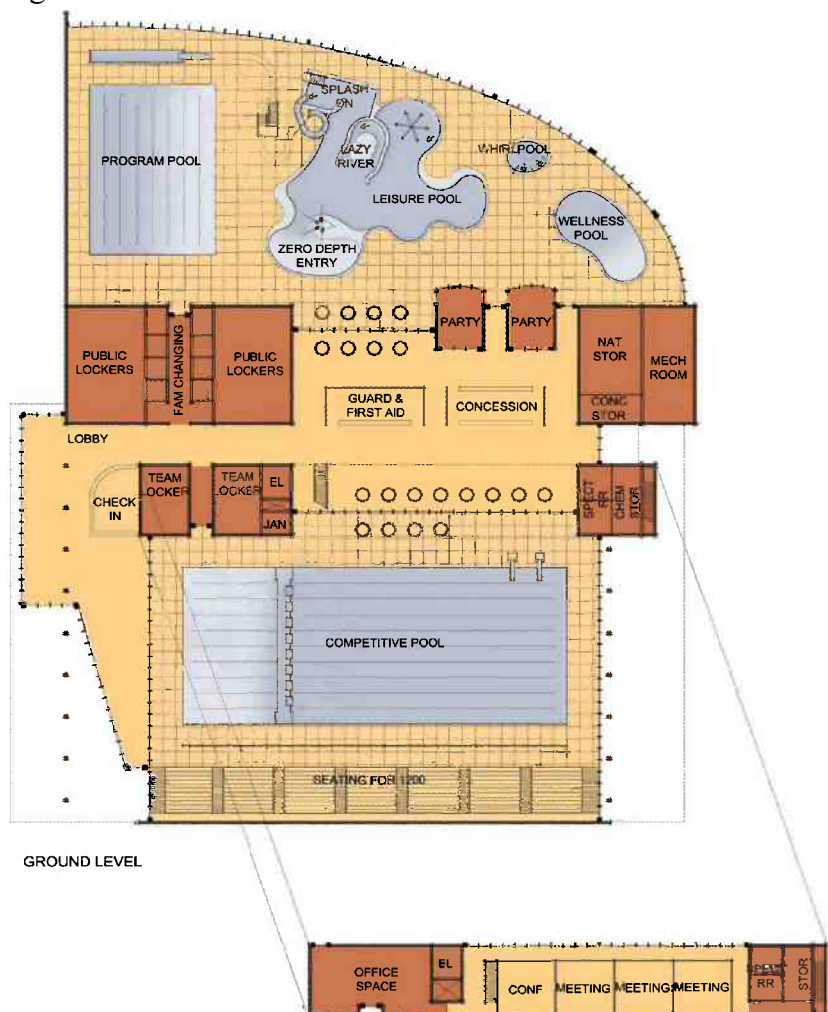 SPLASH
PROGRAM POOL
LAZY
RIVER
WHIRLPOOL
LEISURE POOL
WELLNESS
POOL
ZERO DEPTH
ENTRY
PARTY
PARTY
PUBLIC
LOCKERS
FAM CHANGING
PUBLIC
LOCKERS
NAT
STOR
MECH
ROOM
GUARD &
FIRST AID
CONCESSION
CONC
STOR
LOBBY
CHECK
IN
TEAM
LOCKER
TEAM
LOCKER
EL
JAN
SPECT
RR
CHEM
STOR
COMPETITIVE POOL
SEATING FOR 1200
GROUND LEVEL
OFFICE
SPACE
EL
CONF
MEETING
MEETING
MEETING
RR
STOR